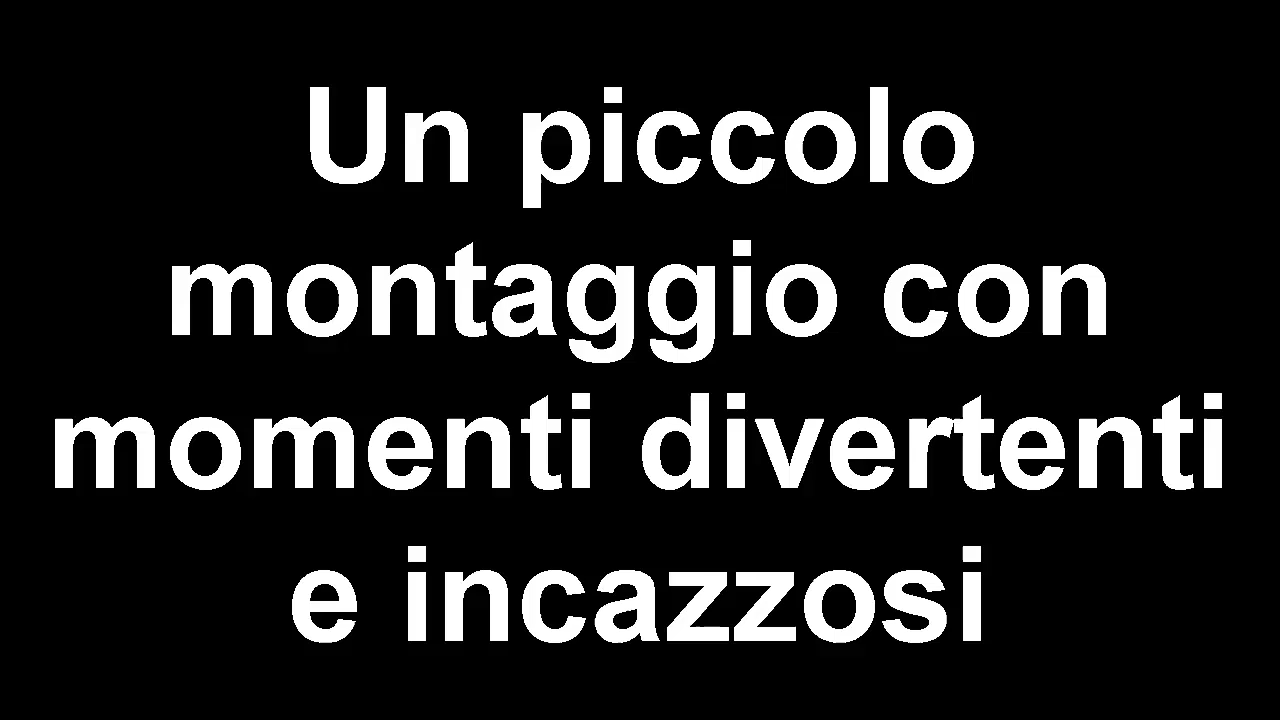 Un piccolo
montaggio con
momenti divertenti
e incazzosi